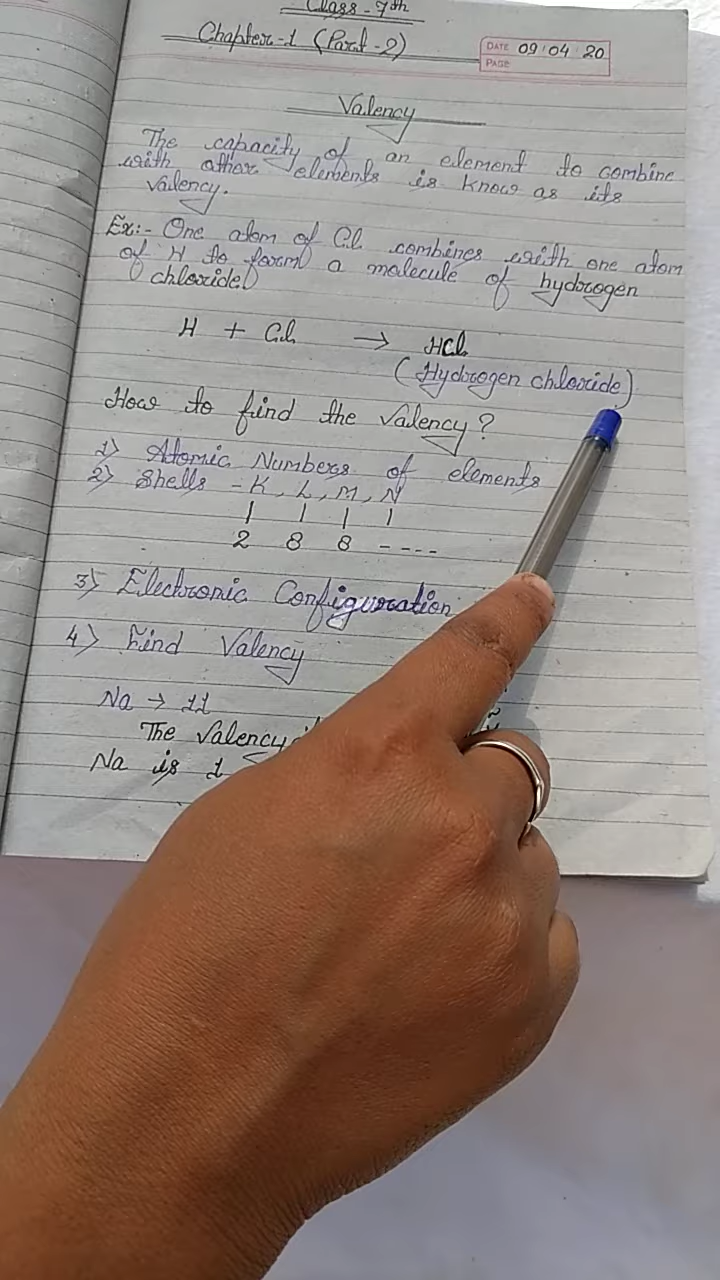 Class - 7th
Chapter-1 (Part-2)
DATE 09:04:20
PAGE
Valency
The capacity of an element to combine
with other elements is know as its
Valency.
Ex:- One atom of Cl combines with one atom
of H to form a molecule of hydrogen
chloride
H + Cl → HCl
(Hydrogen chloride)
How to find the Valency?
1) Atomic Numbers of elements
2) Shells - K, L, M, N
2 8 8 ----
3) Electronic Configuration
4) Find Valency
Na → 11
The Valency
Na is 1